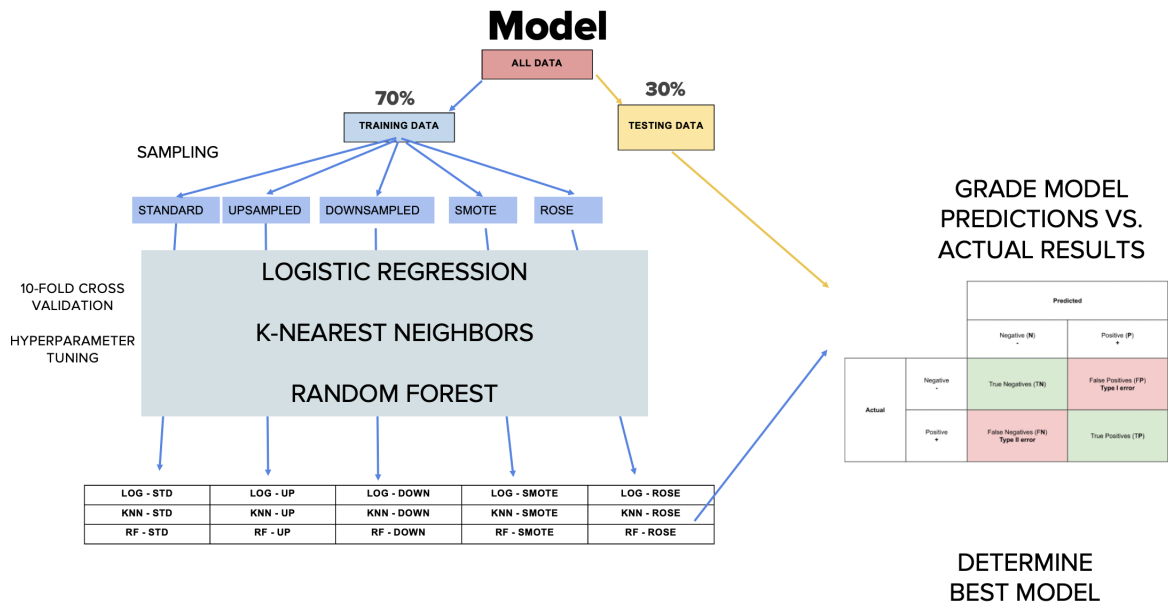 Model
ALL DATA
70%
30%
TRAINING DATA
TESTING DATA
SAMPLING
STANDARD
UPSAMPLED
DOWNSAMPLED
SMOTE
ROSE
LOGISTIC REGRESSION
K-NEAREST NEIGHBORS
RANDOM FOREST
10-FOLD CROSS
VALIDATION
HYPERPARAMETER
TUNING
LOG - STD
LOG - UP
LOG - DOWN
LOG - SMOTE
LOG - ROSE
KNN - STD
KNN - UP
KNN - DOWN
KNN - SMOTE
KNN - ROSE
RF - STD
RF - UP
RF - DOWN
RF - SMOTE
RF - ROSE
GRADE MODEL
PREDICTIONS VS.
ACTUAL RESULTS
Predicted
Negative (N)
-
Positive (P)
+
Actual
Negative
-
True Negatives (TN)
False Positives (FP)
Type I error
Positive
+
False Negatives (FN)
Type II error
True Positives (TP)
DETERMINE
BEST MODEL